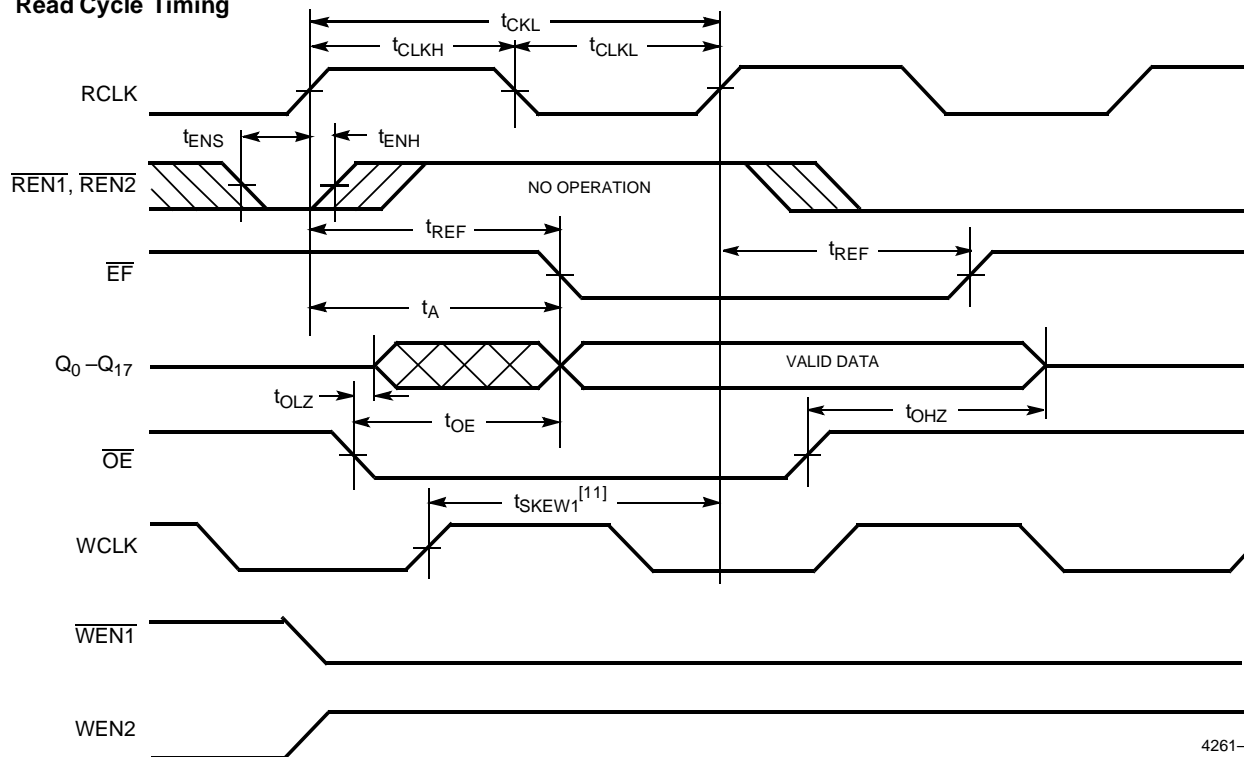 Read Cycle Timing
tCKL
tCLKH
tCLKL
RCLK
tENS
tENH
REN1, REN2
NO OPERATION
tREF
tREF
EF
tA
Q0 –Q17
VALID DATA
tOLZ
tOE
tOHZ
OE
tSKEW1[11]
WCLK
WEN1
WEN2
4261–